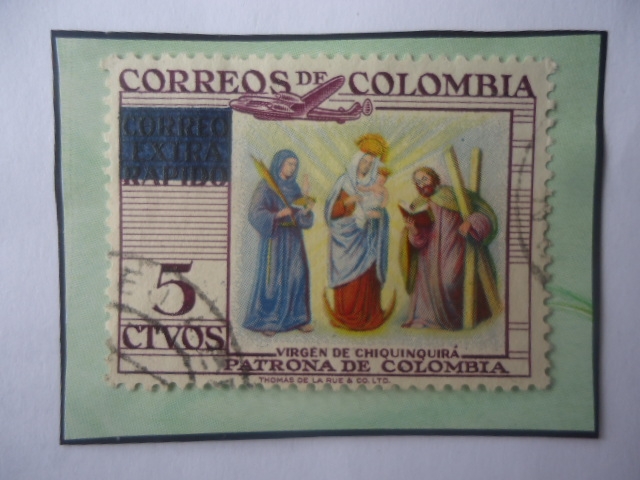 CORREOS DE COLOMBIA
CORREO
EXTRA
RAPIDO
5
CTVOS
VIRGÉN DE CHIQUINQUIRÁ
PATRONA DE COLOMBIA
THOMAS DE LA RUE & CO. LTD.